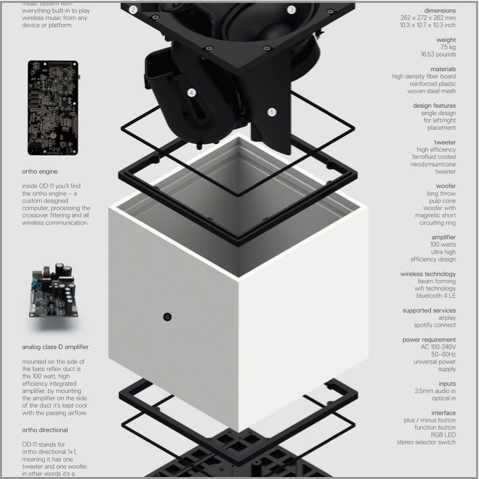 music system with
everything built-in to play
wireless music from any
device or platform
ortho engine
inside OD-11 you'll find
the ortho engine – a
custom designed
computer, processing the
crossover filtering and all
wireless communication
analog class-D amplifier
mounted on the side of
the bass reflex duct is
the 100 watt, high
efficiency integrated
amplifier. by mounting
the amplifier on the side
of the duct it's kept cool
with the passing airflow.
ortho directional
OD-11 stands for
ortho directional 1+1,
meaning it has one
tweeter and one woofer.
in other words it's a
dimensions
262 x 272 x 262 mm
10.3 x 10.7 x 10.3 inch
weight
7.5 kg
16.53 pounds
materials
high density fiber board
reinforced plastic
woven steel mesh
design features
single design
for left/right
placement
tweeter
high efficiency
ferrofluid cooled
neodymiumcone
tweeter
woofer
long throw
pulp cone
woofer with
magnetic short
circuiting ring
amplifier
100 watts
ultra high
efficiency design
wireless technology
beam forming
wifi technology
bluetooth 4 LE
supported services
airplay
spotify connect
power requirement
AC 100-240V
50–60Hz
universal power
supply
inputs
3.5mm audio in
optical in
interface
plus / minus button
function button
RGB LED
stereo selector switch